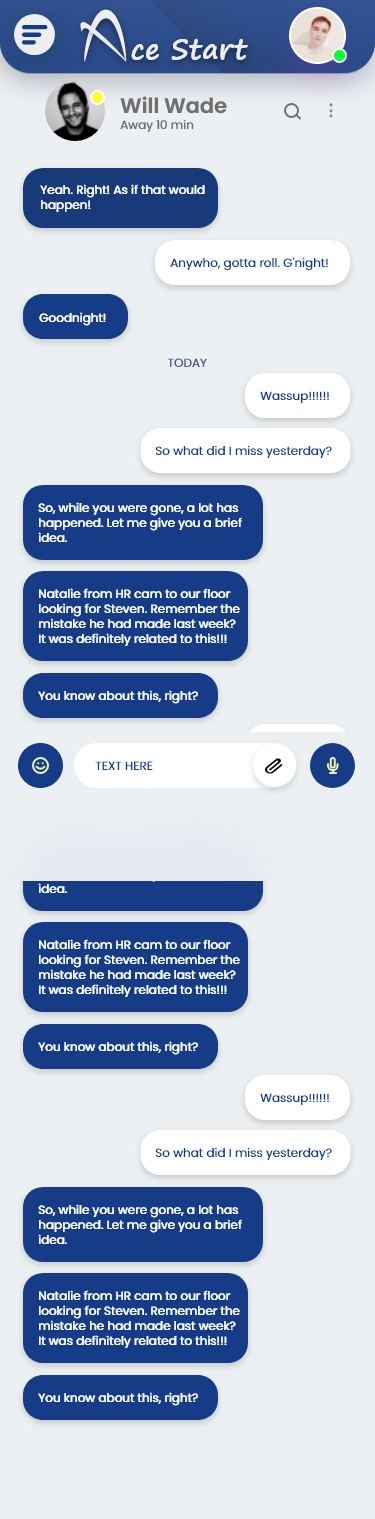 Ace Start
Will Wade
Away 10 min
Yeah. Right! As if that would
happen!
Anywho, gotta roll. G'night!
Goodnight!
TODAY
Wassup!!!!!!
So what did I miss yesterday?
So, while you were gone, a lot has
happened. Let me give you a brief
idea.
Natalie from HR cam to our floor
looking for Steven. Remember the
mistake he had made last week?
It was definitely related to this!!!
You know about this, right?
TEXT HERE
idea.
Natalie from HR cam to our floor
looking for Steven. Remember the
mistake he had made last week?
It was definitely related to this!!!
You know about this, right?
Wassup!!!!!!
So what did I miss yesterday?
So, while you were gone, a lot has
happened. Let me give you a brief
idea.
Natalie from HR cam to our floor
looking for Steven. Remember the
mistake he had made last week?
It was definitely related to this!!!
You know about this, right?